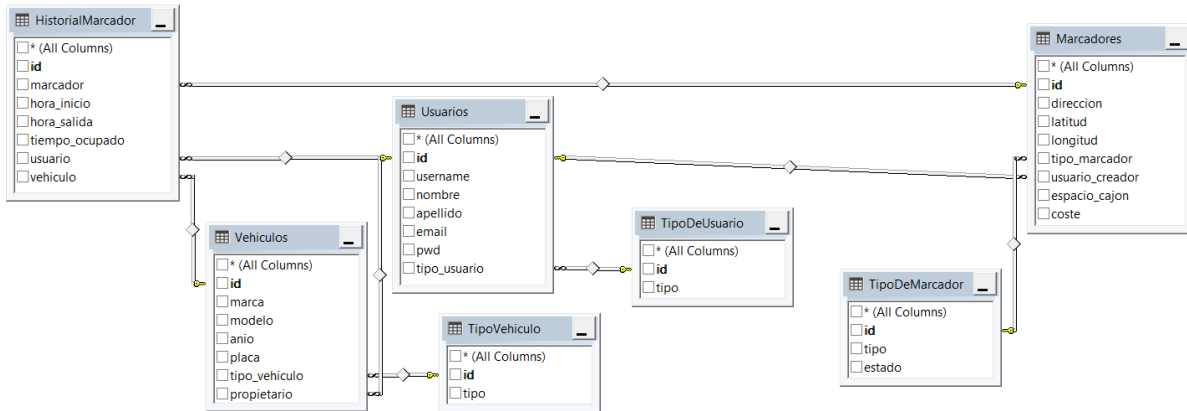 HistorialMarcador
* (All Columns)
id
marcador
hora_inicio
hora_salida
tiempo_ocupado
usuario
vehiculo
Usuarios
* (All Columns)
id
username
nombre
apellido
email
pwd
tipo_usuario
Marcadores
* (All Columns)
id
direccion
latitud
longitud
tipo_marcador
usuario_creador
espacio_cajon
coste
Vehiculos
* (All Columns)
id
marca
modelo
anio
placa
tipo_vehiculo
propietario
TipoDeUsuario
* (All Columns)
id
tipo
TipoVehiculo
* (All Columns)
id
tipo
TipoDeMarcador
* (All Columns)
id
tipo
estado